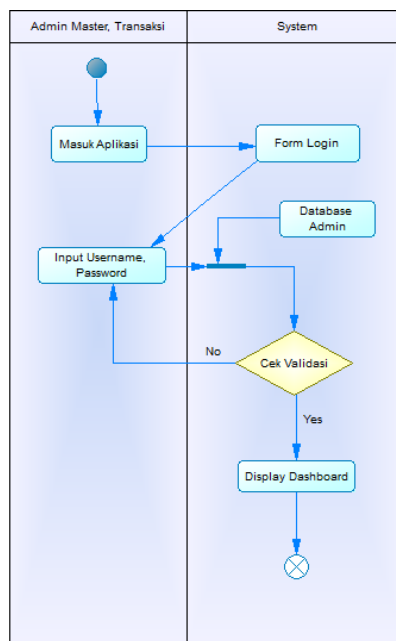 Admin Master, Transaksi
System
Masuk Aplikasi
Form Login
Database
Admin
Input Username,
Password
No
Cek Validasi
Yes
Display Dashboard